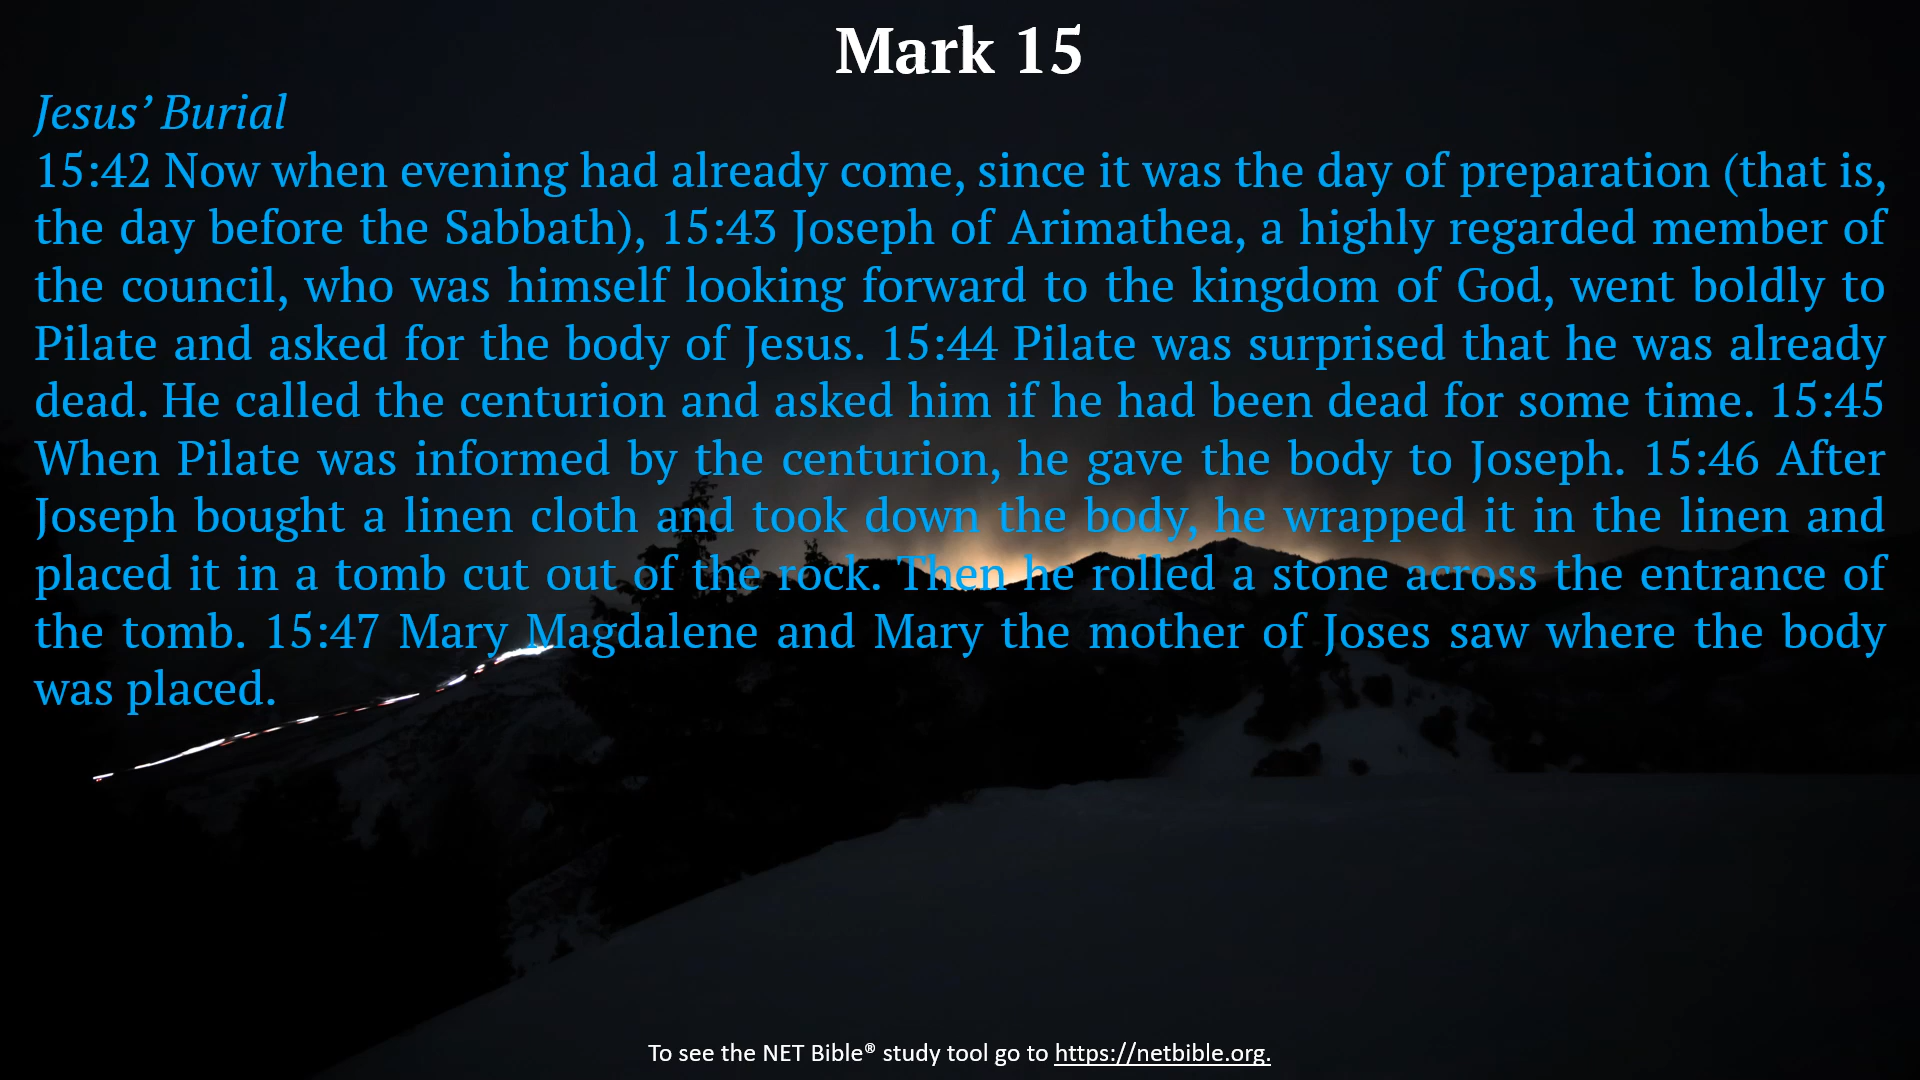 Mark 15
Jesus’ Burial
15:42 Now when evening had already come, since it was the day of preparation (that is,
the day before the Sabbath), 15:43 Joseph of Arimathea, a highly regarded member of
the council, who was himself looking forward to the kingdom of God, went boldly to
Pilate and asked for the body of Jesus. 15:44 Pilate was surprised that he was already
dead. He called the centurion and asked him if he had been dead for some time. 15:45
When Pilate was informed by the centurion, he gave the body to Joseph. 15:46 After
Joseph bought a linen cloth and took down the body, he wrapped it in the linen and
placed it in a tomb cut out of the rock. Then he rolled a stone across the entrance of
the tomb. 15:47 Mary Magdalene and Mary the mother of Joses saw where the body
was placed.
To see the NET Bible® study tool go to https://netbible.org.